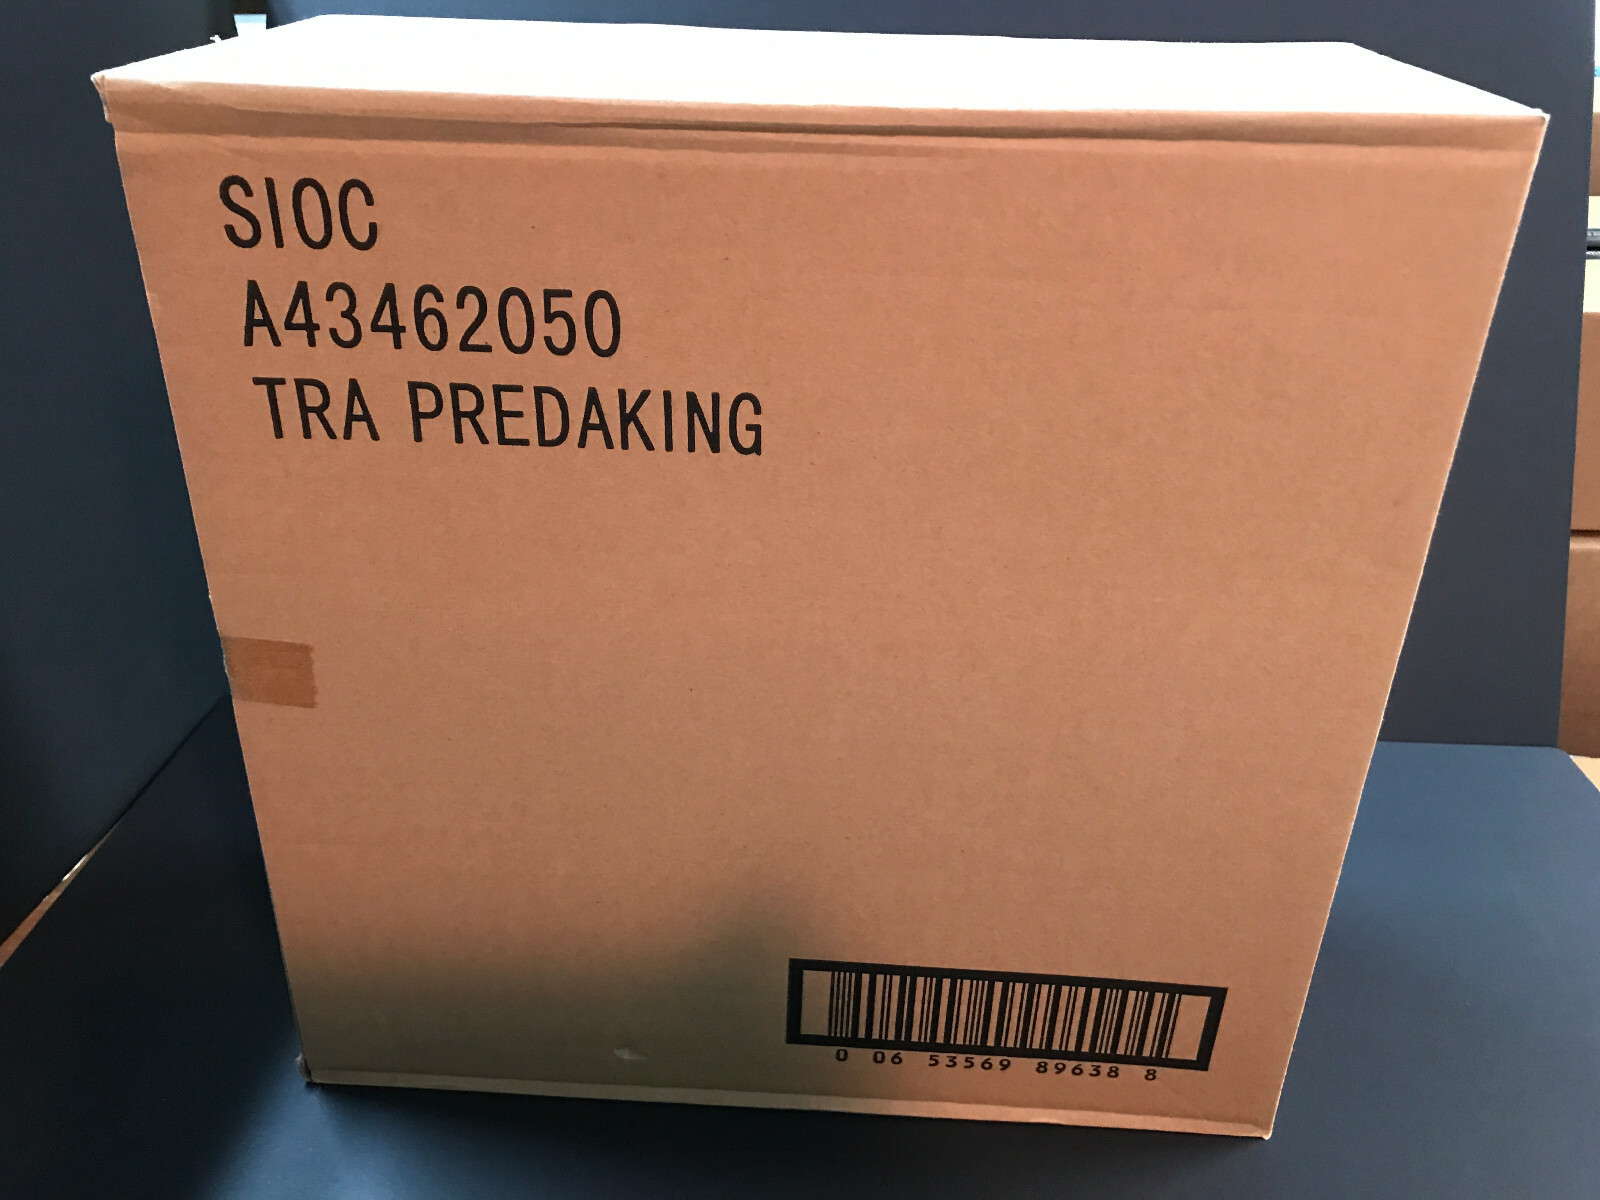 SIOC
A43462050
TRA PREDAKING
0 06 53569 89638 8